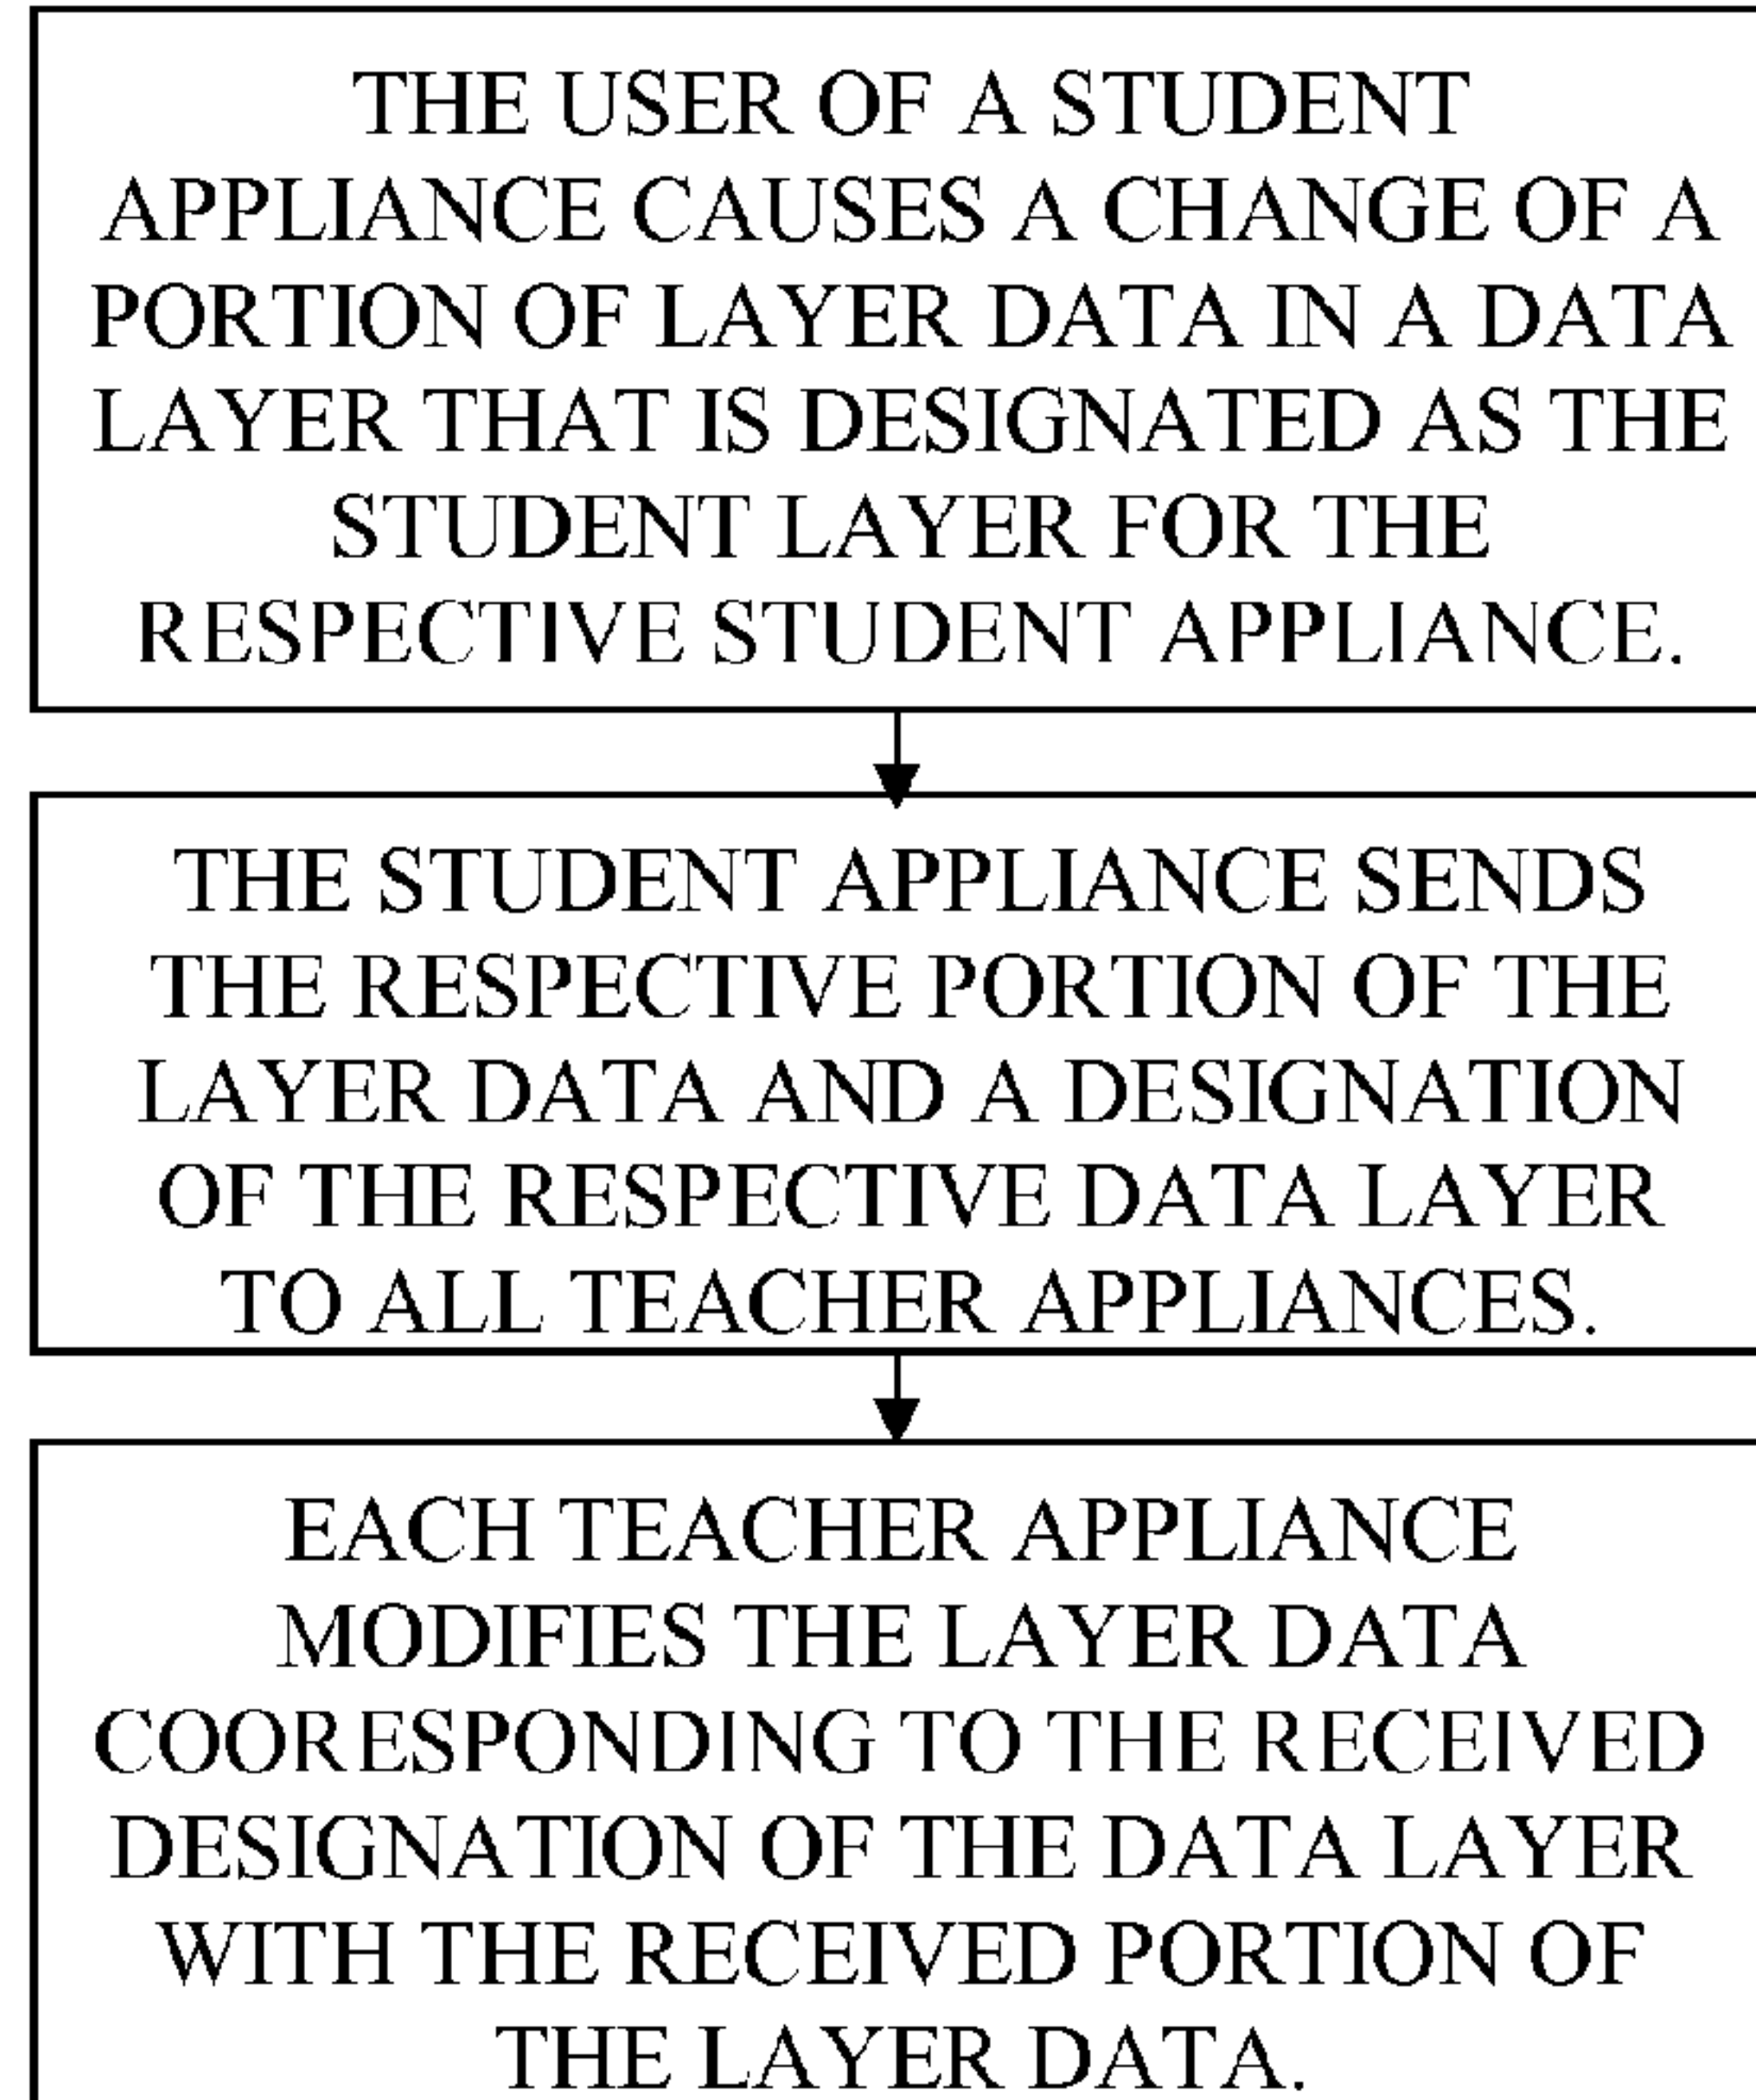 THE USER OF A STUDENT
APPLIANCE CAUSES A CHANGE OF A
PORTION OF LAYER DATA IN A DATA
LAYER THAT IS DESIGNATED AS THE
STUDENT LAYER FOR THE
RESPECTIVE STUDENT APPLIANCE.
THE STUDENT APPLIANCE SENDS
THE RESPECTIVE PORTION OF THE
LAYER DATA AND A DESIGNATION
OF THE RESPECTIVE DATA LAYER
TO ALL TEACHER APPLIANCES.
EACH TEACHER APPLIANCE
MODIFIES THE LAYER DATA
COORESPONDING TO THE RECEIVED
DESIGNATION OF THE DATA LAYER
WITH THE RECEIVED PORTION OF
THE LAYER DATA.